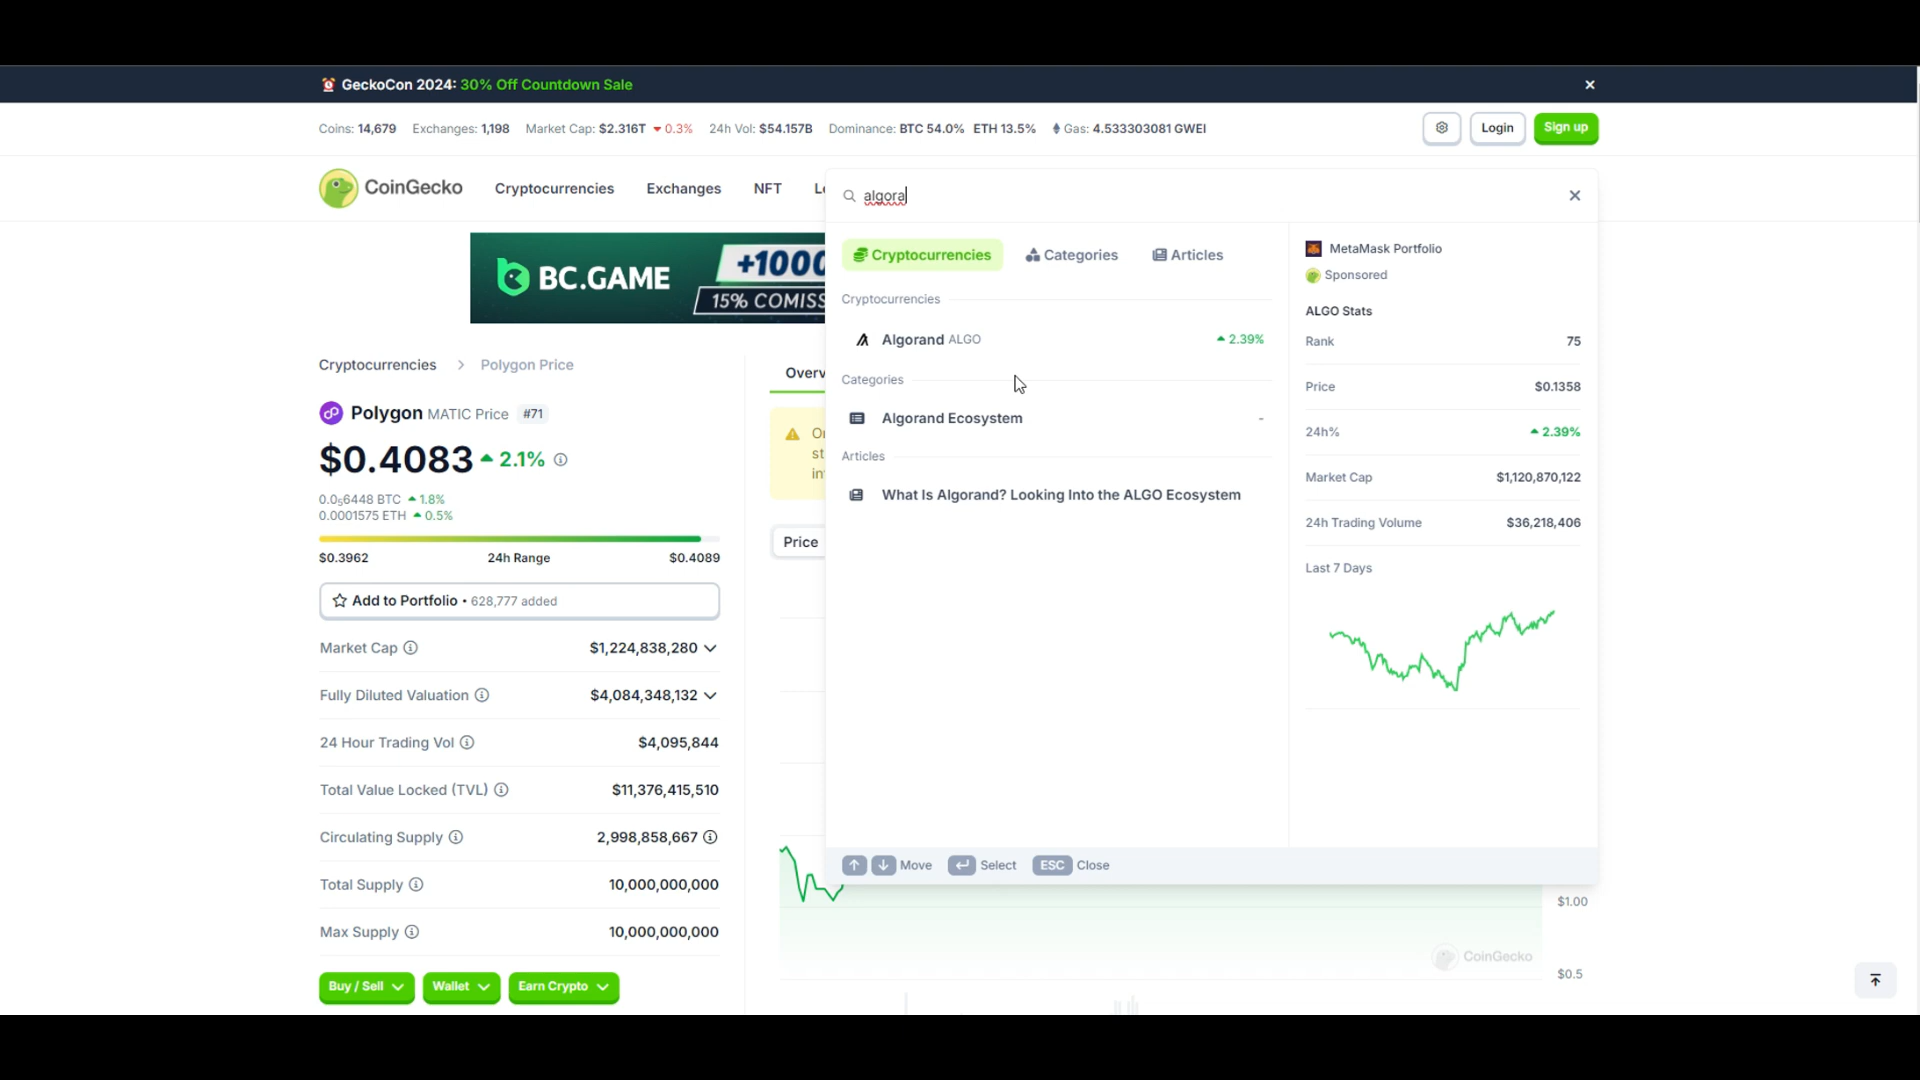 GeckoCon 2024: 30% Off Countdown Sale
Coins: 14,679 Exchanges: 1,198 Market Cap: $2.316T 0.3% 24h Vol: $54.157B Dominance: BTC 54.0% ETH 13.5% Gas: 4.533303081 GWEI
Login
Sign up
CoinGecko
Cryptocurrencies
Exchanges
NFT
algora
BC.GAME
+1000
15% COMISS
Cryptocurrencies
Categories
Articles
MetaMask Portfolio
Sponsored
Cryptocurrencies
Algorand ALGO 2.39%
Categories
Algorand Ecosystem -
Articles
What Is Algorand? Looking Into the ALGO Ecosystem
ALGO Stats
Rank 75
Price $0.1358
24h% 2.39%
Market Cap $1,120,870,122
24h Trading Volume $36,218,406
Last 7 Days
Move Select ESC Close
Cryptocurrencies > Polygon Price
Polygon MATIC Price #71
$0.4083 2.1%
0.0₅6448 BTC 1.8%
0.0001575 ETH 0.5%
$0.3962 24h Range $0.4089
Add to Portfolio • 628,777 added
Market Cap $1,224,838,280
Fully Diluted Valuation $4,084,348,132
24 Hour Trading Vol $4,095,844
Total Value Locked (TVL) $11,376,415,510
Circulating Supply 2,998,858,667
Total Supply 10,000,000,000
Max Supply 10,000,000,000
Buy / Sell Wallet Earn Crypto
Overv
st
Price
$1.00
CoinGecko
$0.5